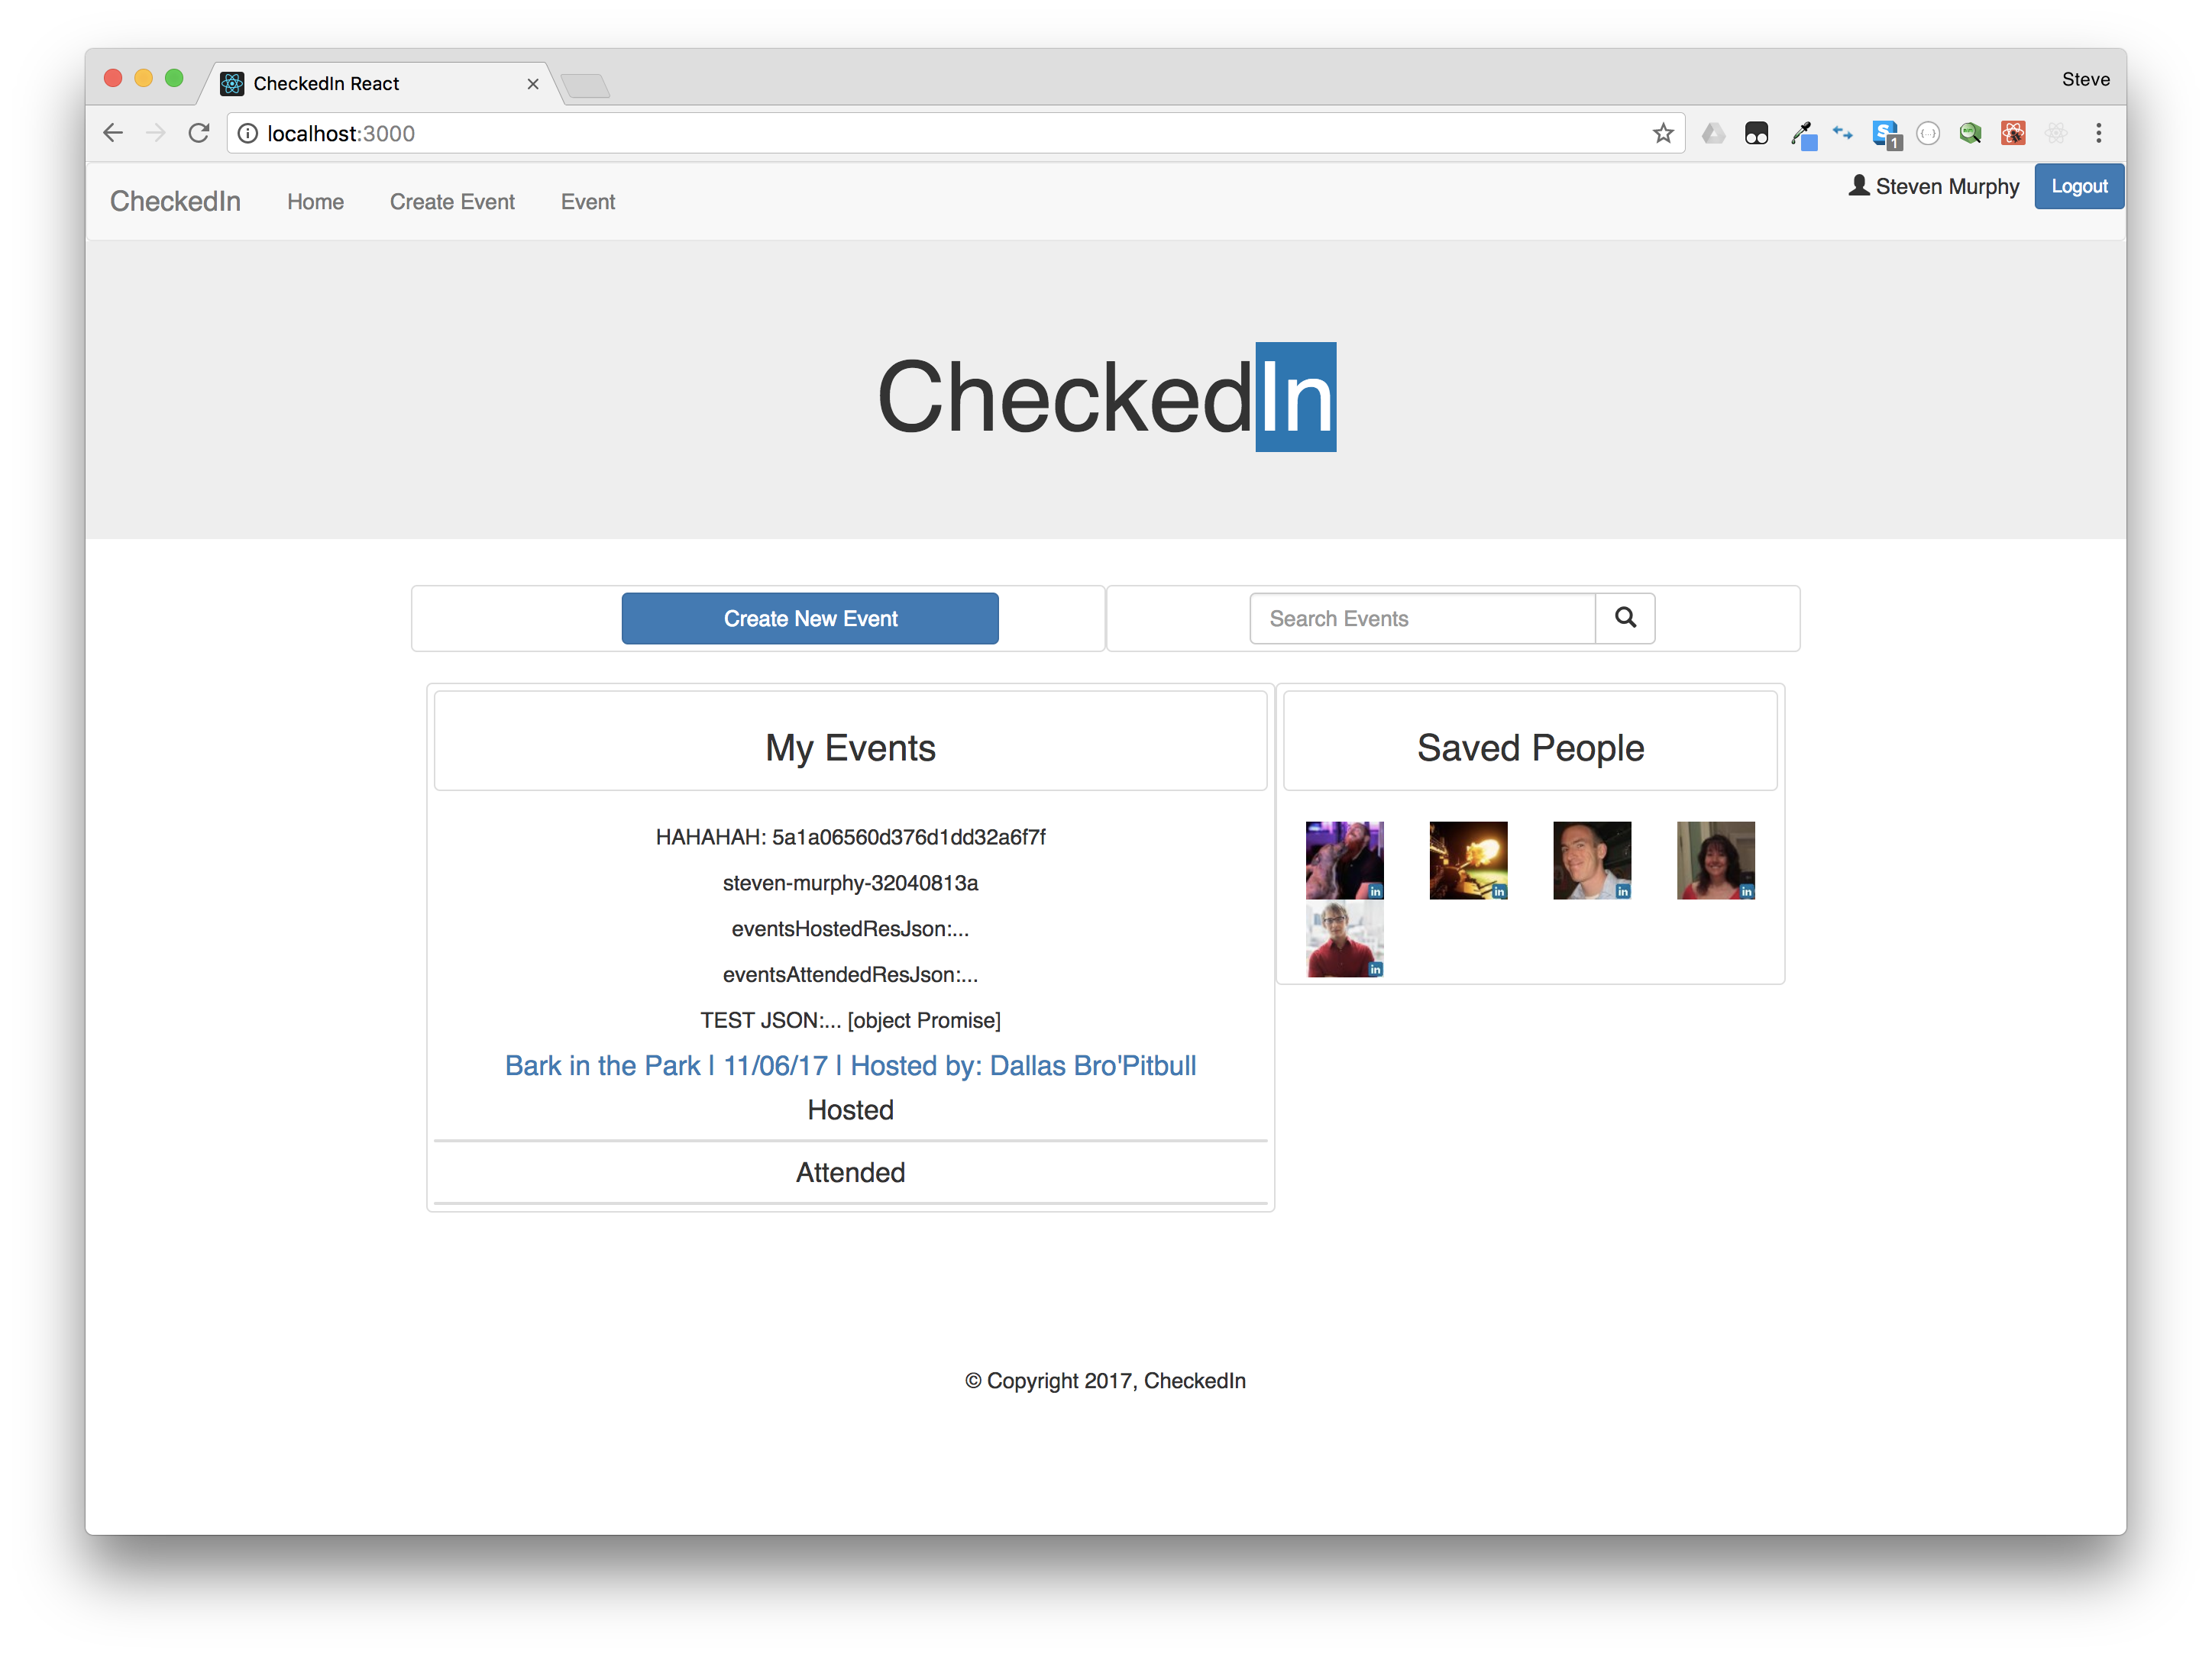 CheckedIn React
Steve
localhost:3000
1
CheckedIn
Home
Create Event
Event
Steven Murphy
Logout
CheckedIn
Create New Event
Search Events
My Events
Saved People
HAHAHAH: 5a1a06560d376d1dd32a6f7f
steven-murphy-32040813a
eventsHostedResJson:...
eventsAttendedResJson:...
TEST JSON:... [object Promise]
Bark in the Park | 11/06/17 | Hosted by: Dallas Bro'Pitbull
Hosted
Attended
in
in
in
in
in
© Copyright 2017, CheckedIn